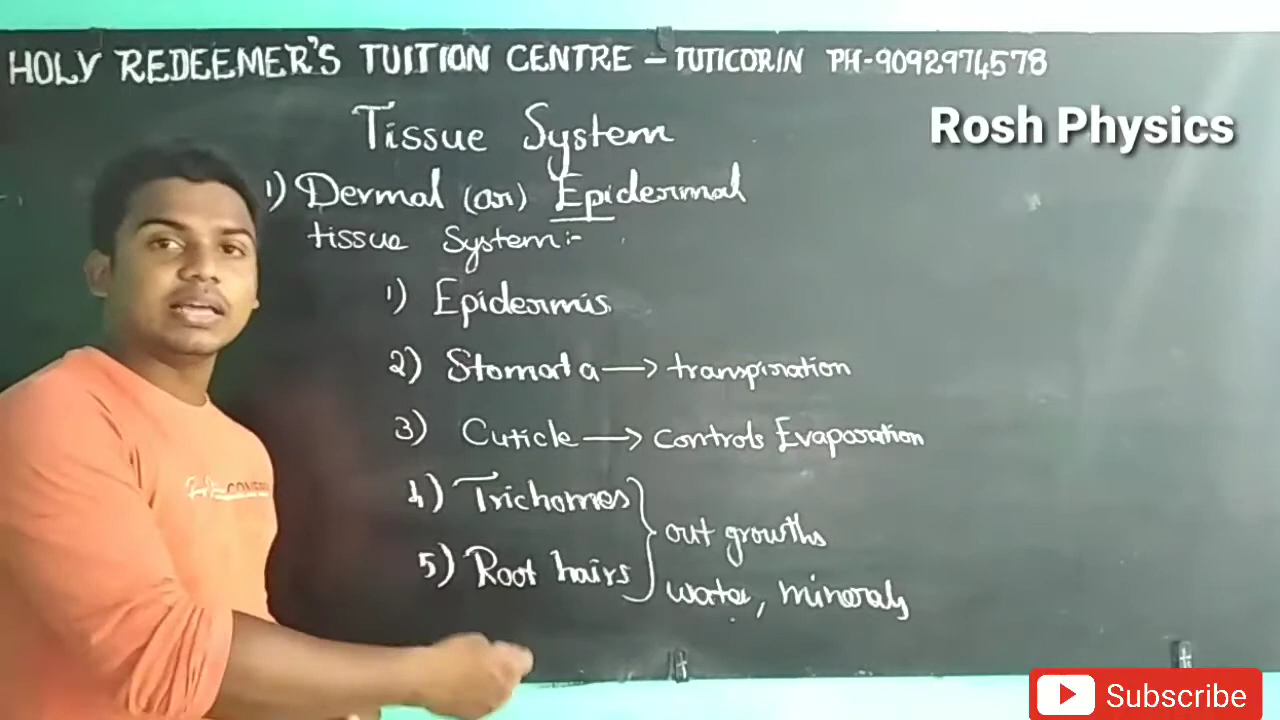 HOLY REDEEMER'S TUITION CENTRE - TUTICORIN PH-9092974578
Rosh Physics
Tissue System
1) Dermal (or) Epidermal
tissue System:-
1) Epidermis
2) Stomata → transpiration
3) Cuticle → controls Evaporation
4) Trichomes
5) Root hairs
out growths
water, minerals
Subscribe